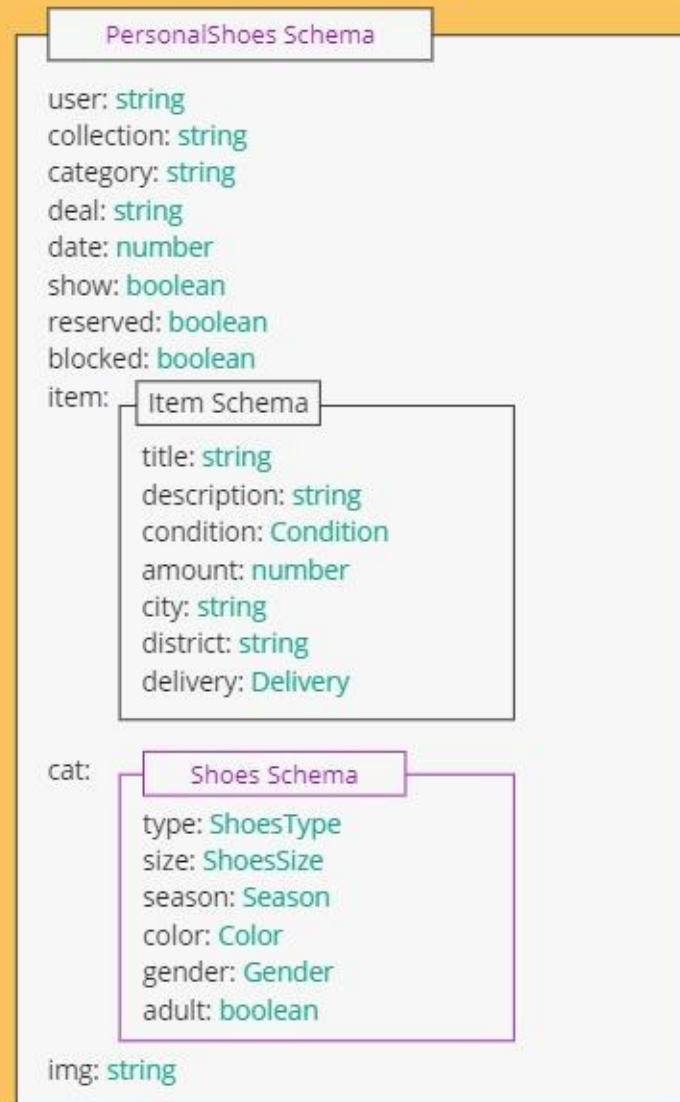 PersonalShoes Schema
user: string
collection: string
category: string
deal: string
date: number
show: boolean
reserved: boolean
blocked: boolean
item:
Item Schema
title: string
description: string
condition: Condition
amount: number
city: string
district: string
delivery: Delivery
cat:
Shoes Schema
type: ShoesType
size: ShoesSize
season: Season
color: Color
gender: Gender
adult: boolean
img: string